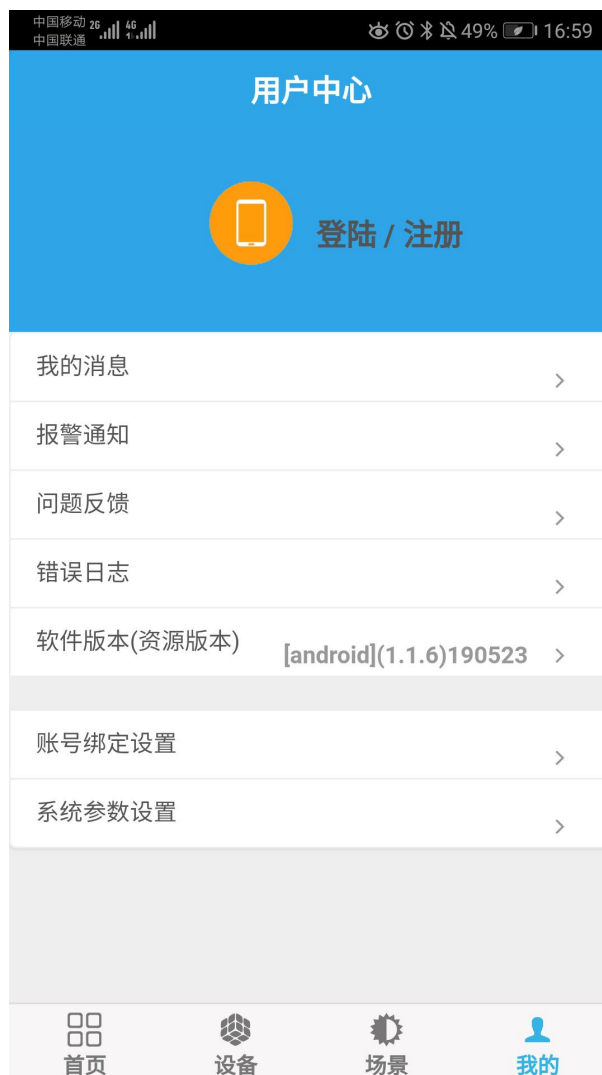 中国移动 2G 4G
中国联通
49% 16:59
用户中心
登陆 / 注册
我的消息
报警通知
问题反馈
错误日志
软件版本(资源版本) [android](1.1.6)190523
账号绑定设置
系统参数设置
首页 设备 场景 我的